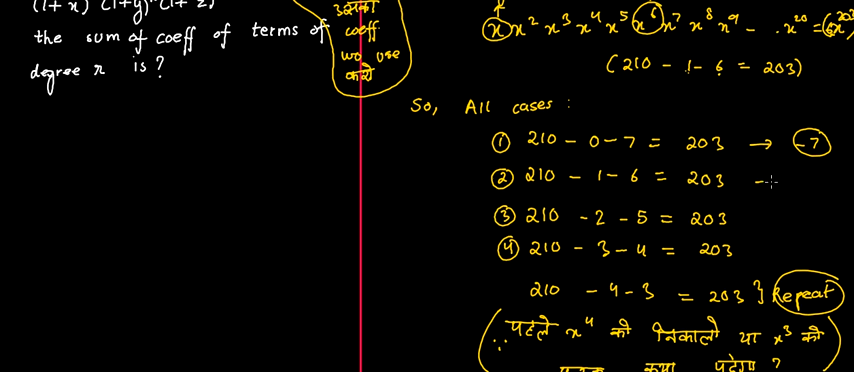 (1+x) (1+y) (1+z)
the sum of coeff of terms of
degree r is ?
उसका
coeff
wo use
करो
x x² x³ x⁴ x⁵ x⁶ x⁷ x⁸ x⁹ - . x²⁰ =
(210 - 1 - 6 = 203)
So, All cases :
① 210 - 0 - 7 = 203 → -7
② 210 - 1 - 6 = 203 -
③ 210 - 2 - 5 = 203
④ 210 - 3 - 4 = 203
210 - 4 - 3 = 203 } Repeat
( ∵ पहले x⁴ को निकालो या x³ को
क्या पड़ेगा ?